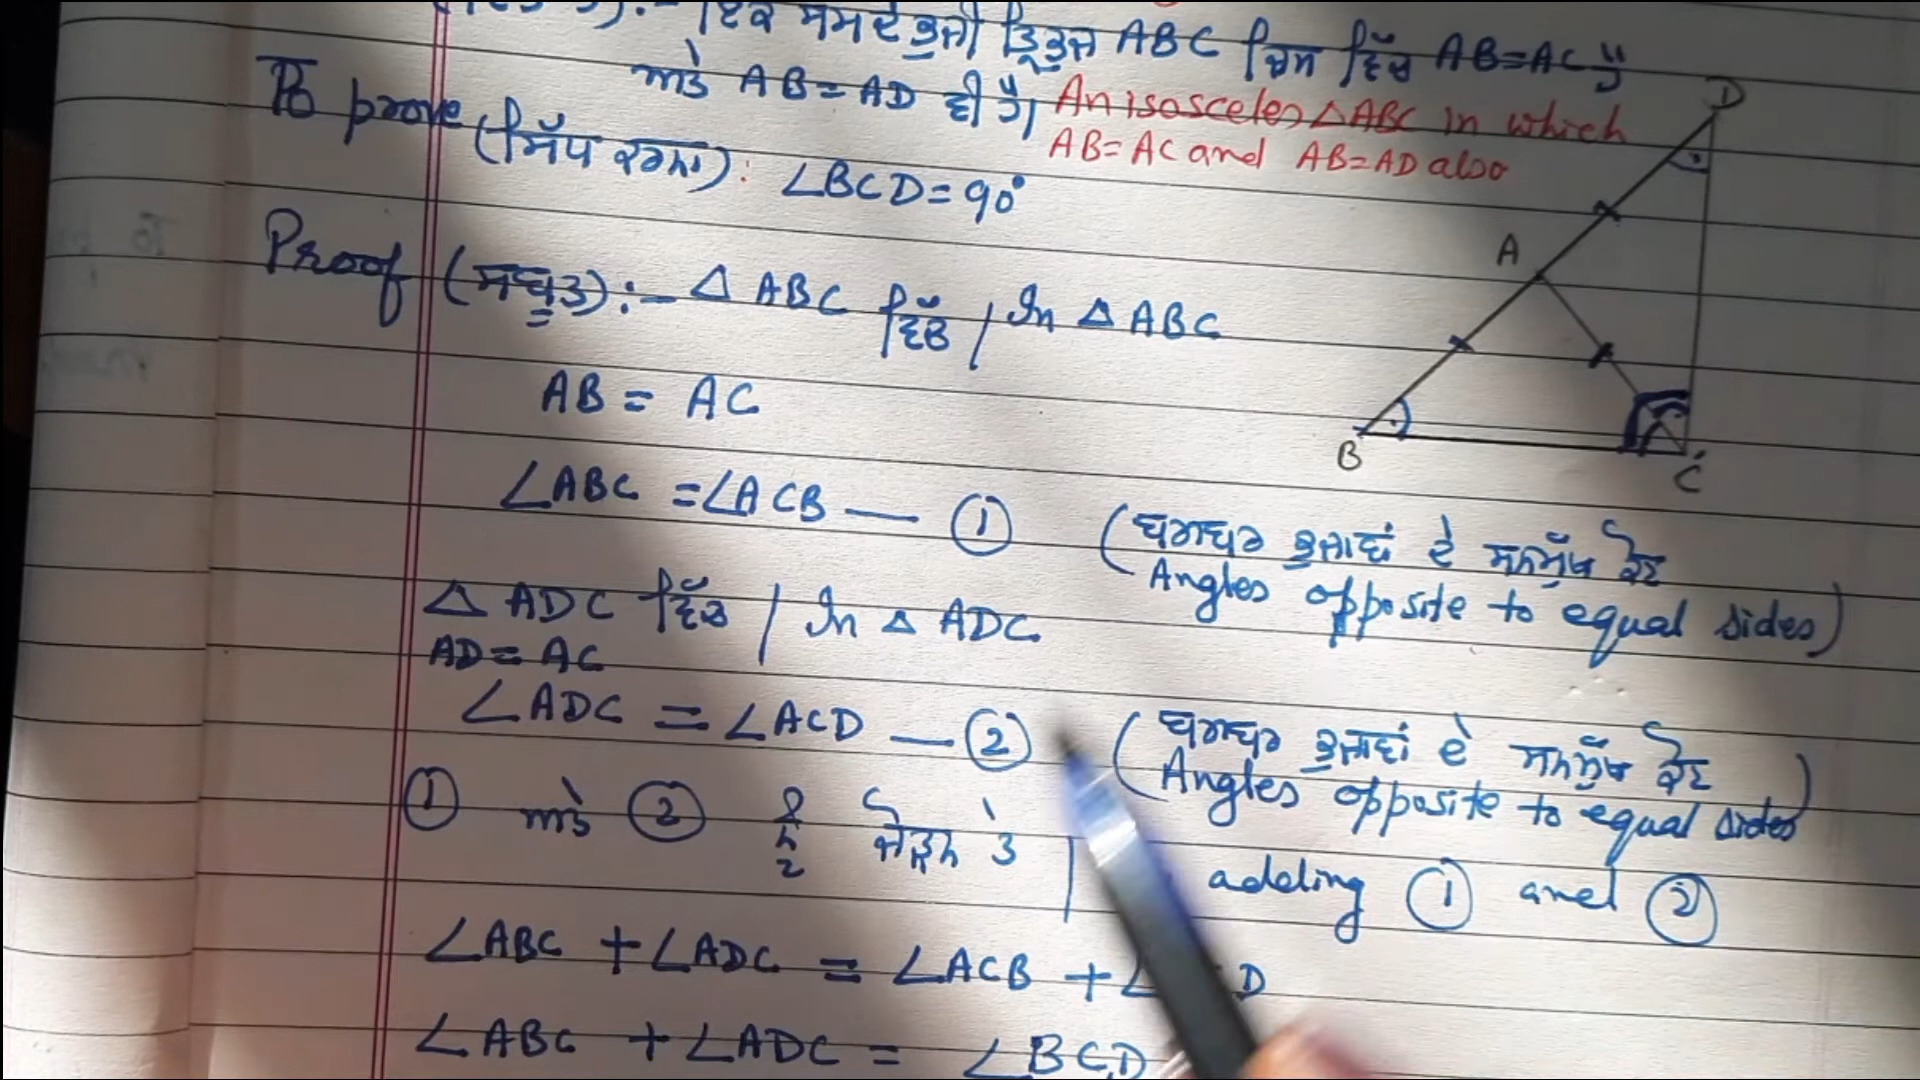 ਇਕ ਸਮਦੋਭੁਜੀ ਤ੍ਰਿਭੁਜ ABC ਜਿਸ ਵਿੱਚ AB=AC ਹੈ
ਅਤੇ AB=AD ਵੀ ਹੈ। An isosceles △ABC in which
AB=AC and AB=AD also
To prove (ਸਿੱਧ ਕਰਨਾ): ∠BCD=90°
Proof (ਸਬੂਤ):- △ABC ਵਿੱਚ / In △ABC
AB = AC
∠ABC = ∠ACB — ① (ਬਰਾਬਰ ਭੁਜਾਵਾਂ ਦੇ ਸਨਮੁੱਖ ਕੋਣ
Angles opposite to equal sides)
△ADC ਵਿੱਚ / In △ADC
AD = AC
∠ADC = ∠ACD — ② (ਬਰਾਬਰ ਭੁਜਾਵਾਂ ਦੇ ਸਨਮੁੱਖ ਕੋਣ
Angles opposite to equal sides)
① ਅਤੇ ② ਨੂੰ ਜੋੜਨ ਤੇ | adding ① and ②
∠ABC + ∠ADC = ∠ACB + ∠ D
∠ABC + ∠ADC = ∠BCD
D
A
B
C